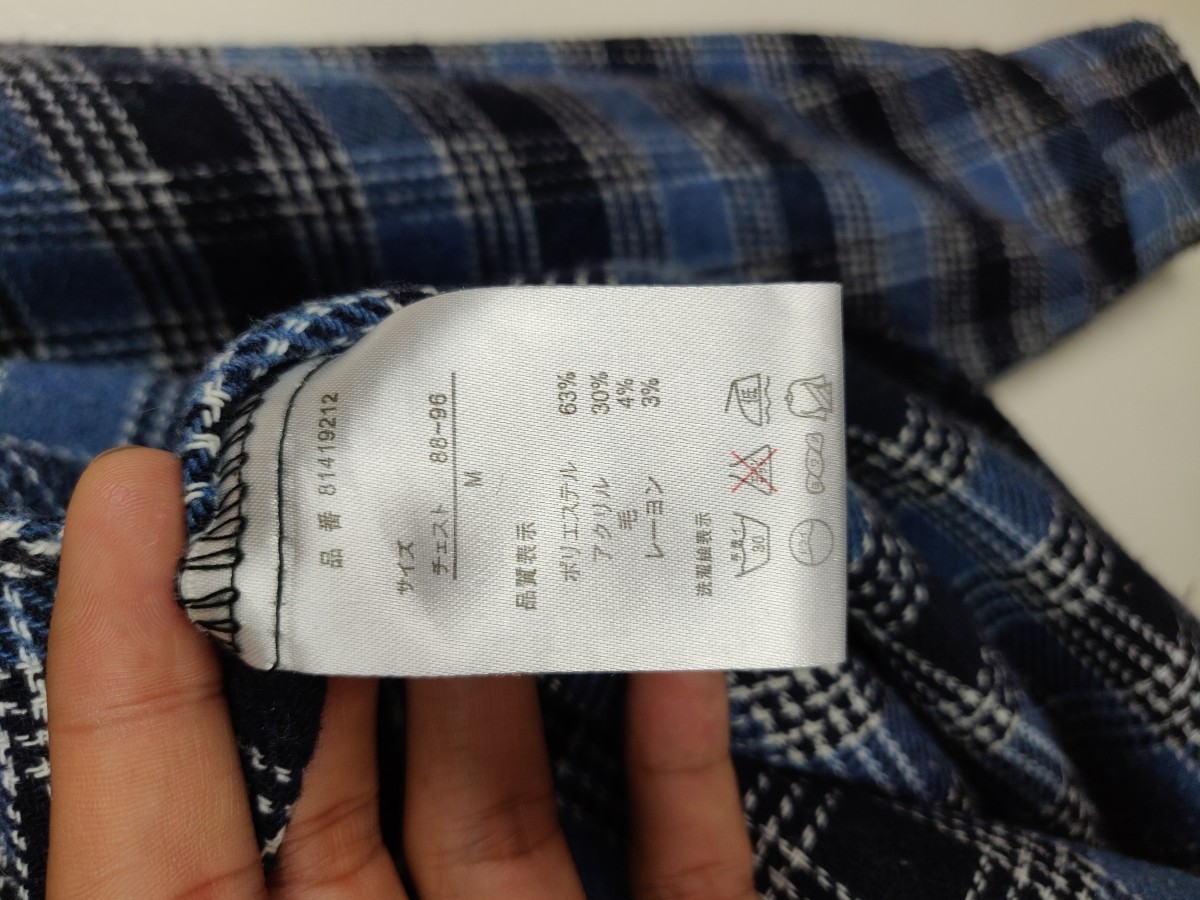 品 番 81419212
サイズ
チェスト 88~96
M
品質表示
ポリエステル 63%
アクリル 30%
毛 4%
レーヨン 3%
洗濯絵表示
30